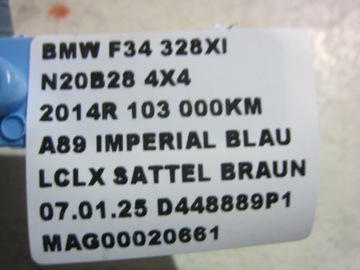 BMW F34 328XI
N20B28 4X4
2014R 103 000KM
A89 IMPERIAL BLAU
LCLX SATTEL BRAUN
07.01.25 D448889P1
MAG00020661